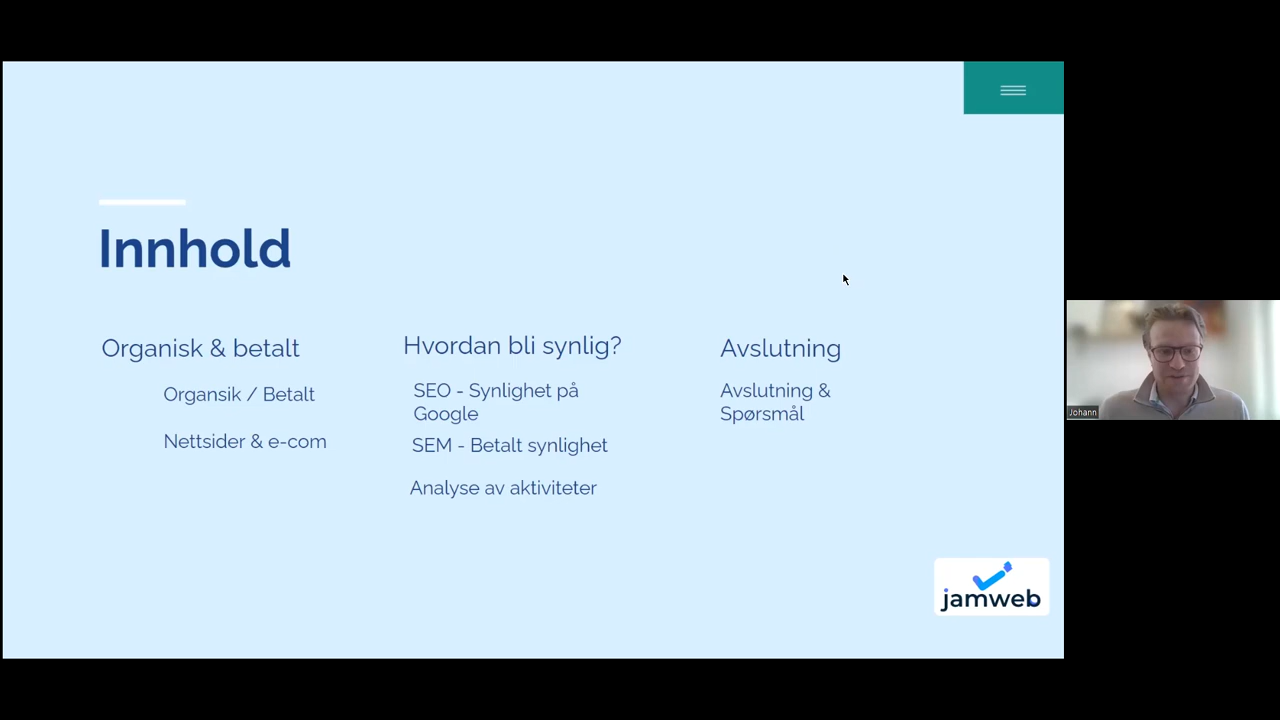 Innhold
Organisk & betalt
Organsik / Betalt
Nettsider & e-com
Hvordan bli synlig?
SEO - Synlighet på
Google
SEM - Betalt synlighet
Analyse av aktiviteter
Avslutning
Avslutning &
Spørsmål
jamweb
Johann